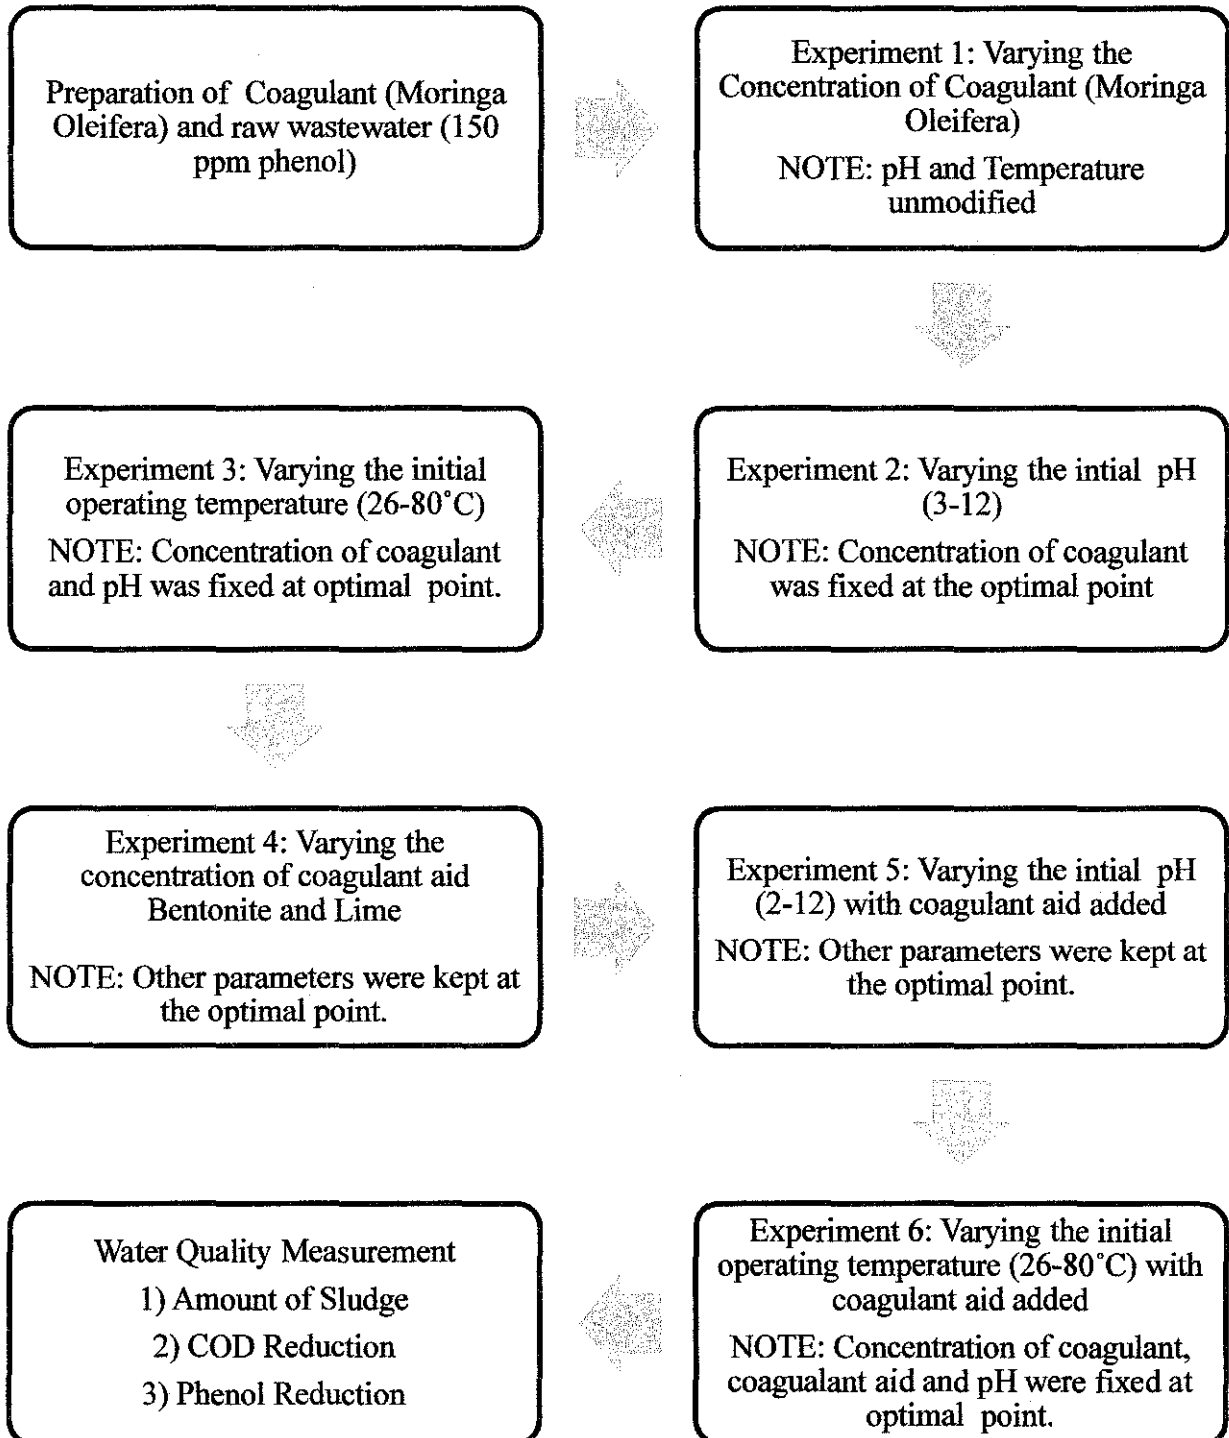 Preparation of Coagulant (Moringa
Oleifera) and raw wastewater (150
ppm phenol)
Experiment 1: Varying the
Concentration of Coagulant (Moringa
Oleifera)
NOTE: pH and Temperature
unmodified
Experiment 2: Varying the intial pH
(3-12)
NOTE: Concentration of coagulant
was fixed at the optimal point
Experiment 3: Varying the initial
operating temperature (26-80°C)
NOTE: Concentration of coagulant
and pH was fixed at optimal point.
Experiment 4: Varying the
concentration of coagulant aid
Bentonite and Lime
NOTE: Other parameters were kept at
the optimal point.
Experiment 5: Varying the intial pH
(2-12) with coagulant aid added
NOTE: Other parameters were kept at
the optimal point.
Experiment 6: Varying the initial
operating temperature (26-80°C) with
coagulant aid added
NOTE: Concentration of coagulant,
coagualant aid and pH were fixed at
optimal point.
Water Quality Measurement
1) Amount of Sludge
2) COD Reduction
3) Phenol Reduction